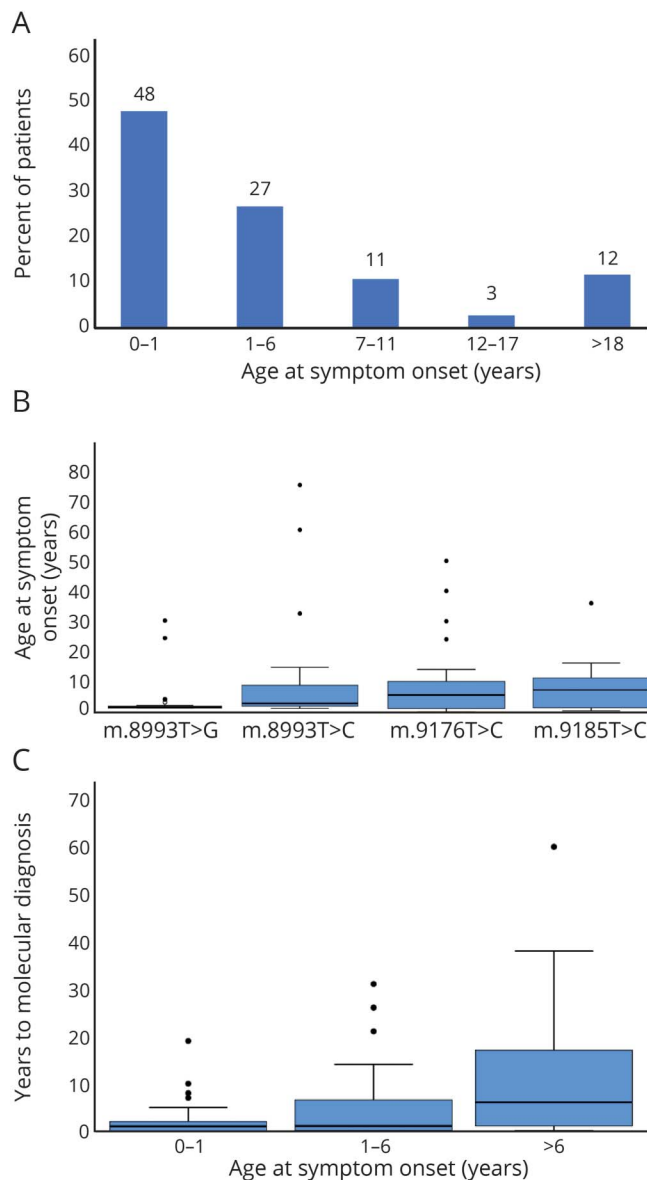 A
Percent of patients
60
50
40
30
20
10
0
48
27
11
3
12
0–1 1–6 7–11 12–17 >18
Age at symptom onset (years)
B
Age at symptom
onset (years)
80
70
60
50
40
30
20
10
0
m.8993T>G m.8993T>C m.9176T>C m.9185T>C
C
Years to molecular diagnosis
70
60
50
40
30
20
10
0
0–1 1–6 >6
Age at symptom onset (years)